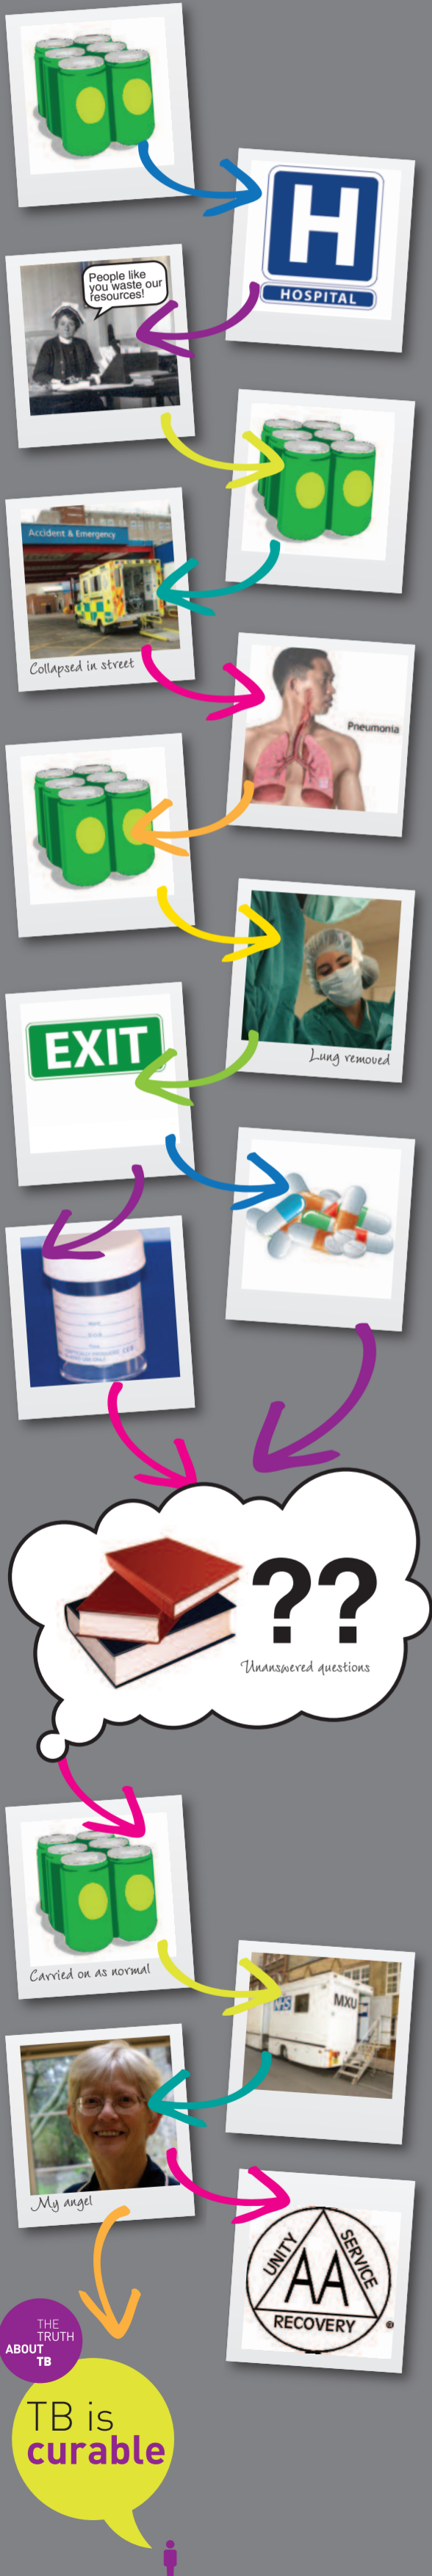 H
HOSPITAL
People like
you waste our
resources!
Accident & Emergency
Collapsed in street
Pneumonia
Lung removed
EXIT
??
Unanswered questions
Carried on as normal
NHS
MXU
My angel
UNITY
SERVICE
AA
RECOVERY
®
THE
TRUTH
ABOUT
TB
TB is
curable